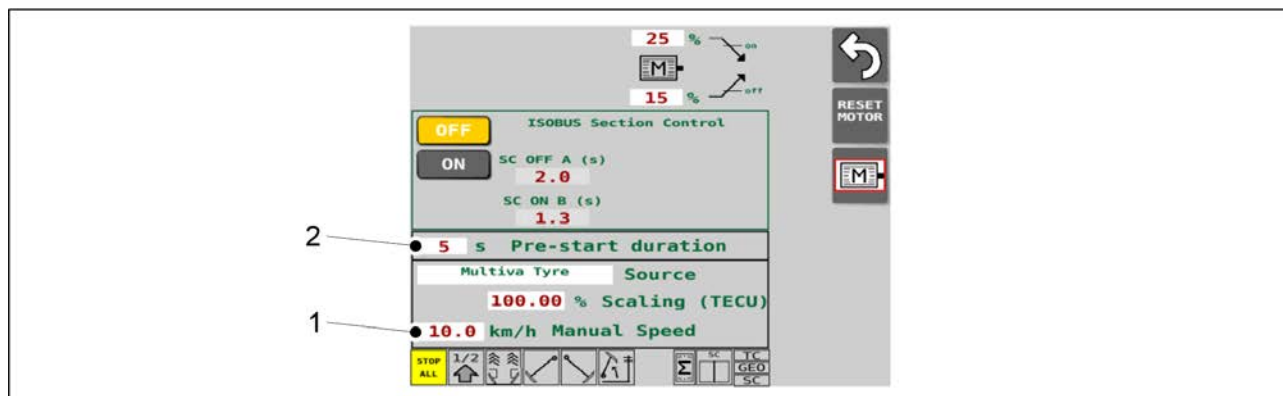 25 % on
M
15 % off
RESET
MOTOR
OFF
ISOBUS Section Control
ON
SC OFF A (s)
2.0
M
SC ON B (s)
1.3
2
5 s Pre-start duration
Multiva Tyre Source
100.00 % Scaling (TECU)
1
10.0 km/h Manual Speed
STOP
ALL
1/2
Σ
SC
TC
GEO
SC